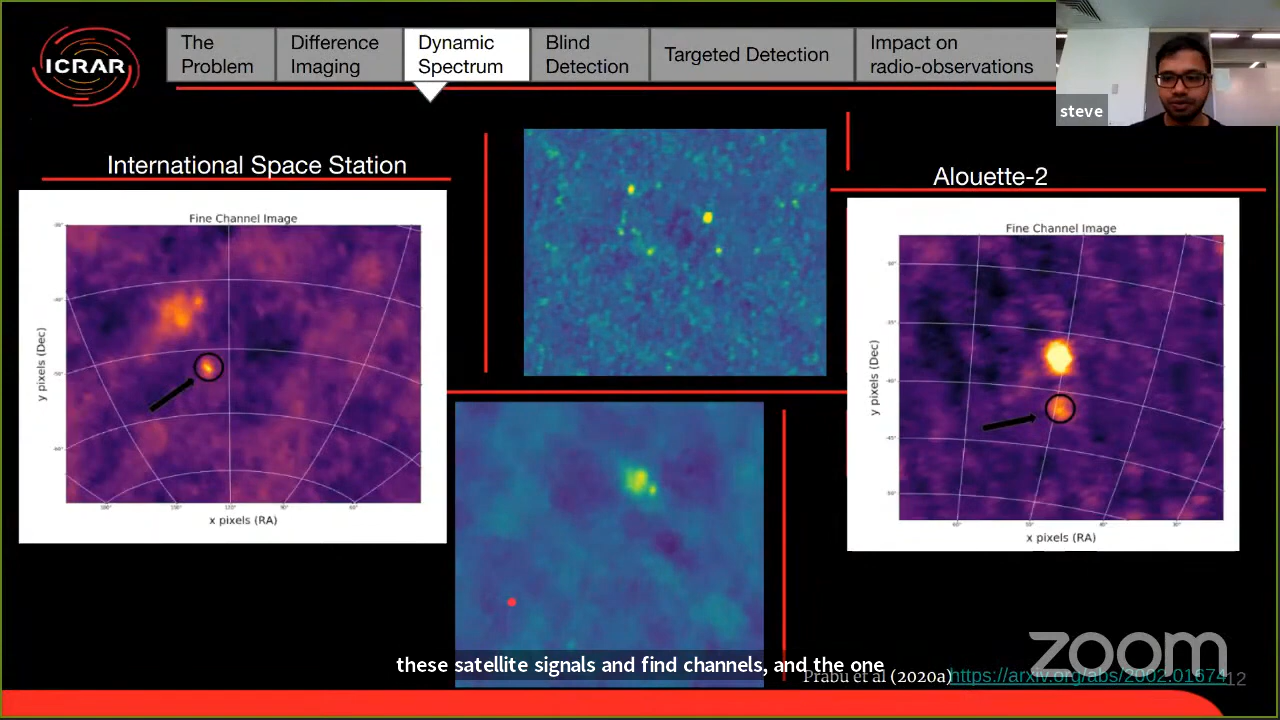 ICRAR
The
Problem
Difference
Imaging
Dynamic
Spectrum
Blind
Detection
Targeted Detection
Impact on
radio-observations
steve
International Space Station
Alouette-2
Fine Channel Image
y pixels (Dec)
x pixels (RA)
Fine Channel Image
y pixels (Dec)
x pixels (RA)
these satellite signals and find channels, and the one
zoom
Prabu et al (2020a)https://arxiv.org/abs/2002.01674
12